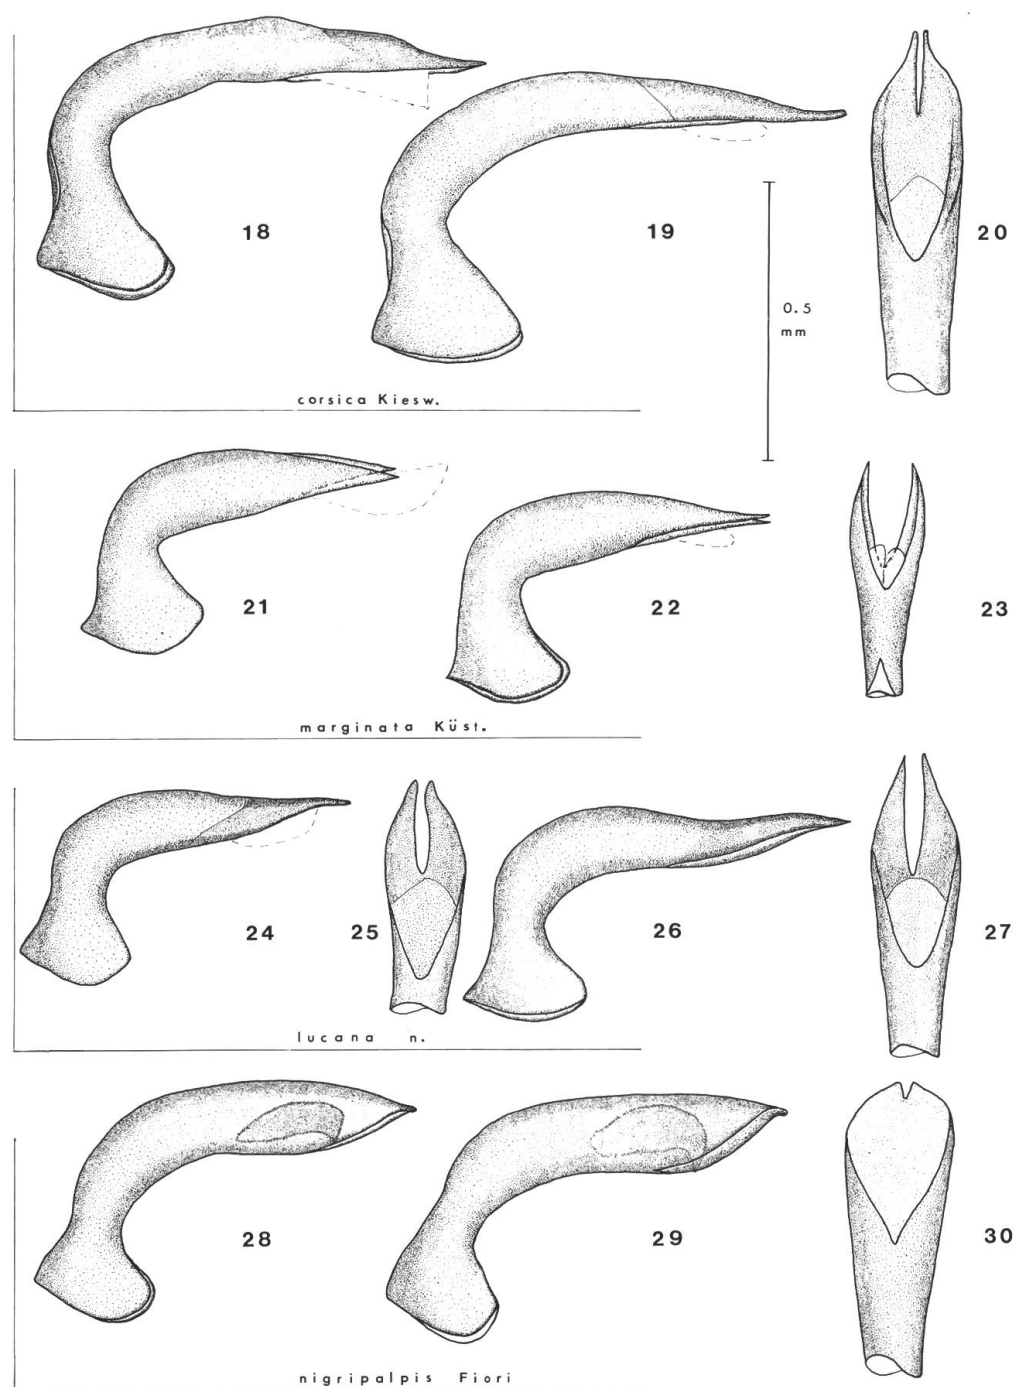 18
19
20
0.5
mm
corsica Kiesw.
21
22
23
marginata Küst.
24
25
26
27
lucana n.
28
29
30
nigripalpis Fiori